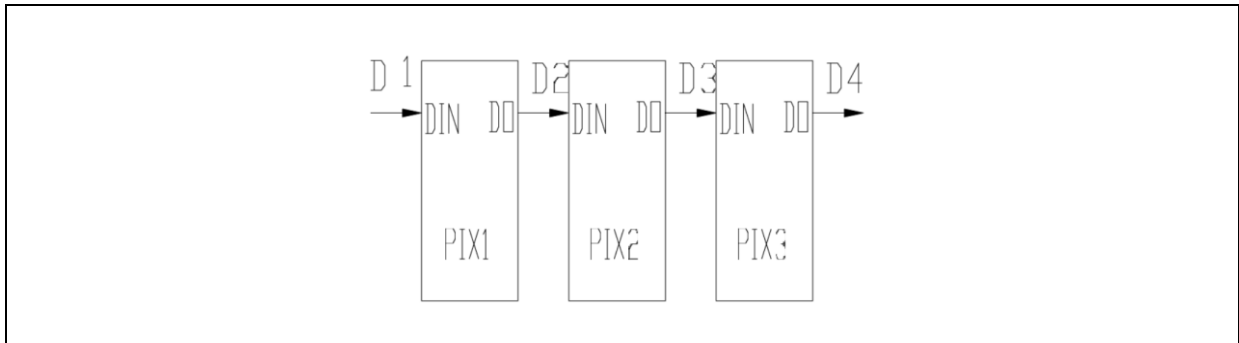 D1 D2 D3 D4
DIN DO DIN DO DIN DO
PIX1 PIX2 PIX3